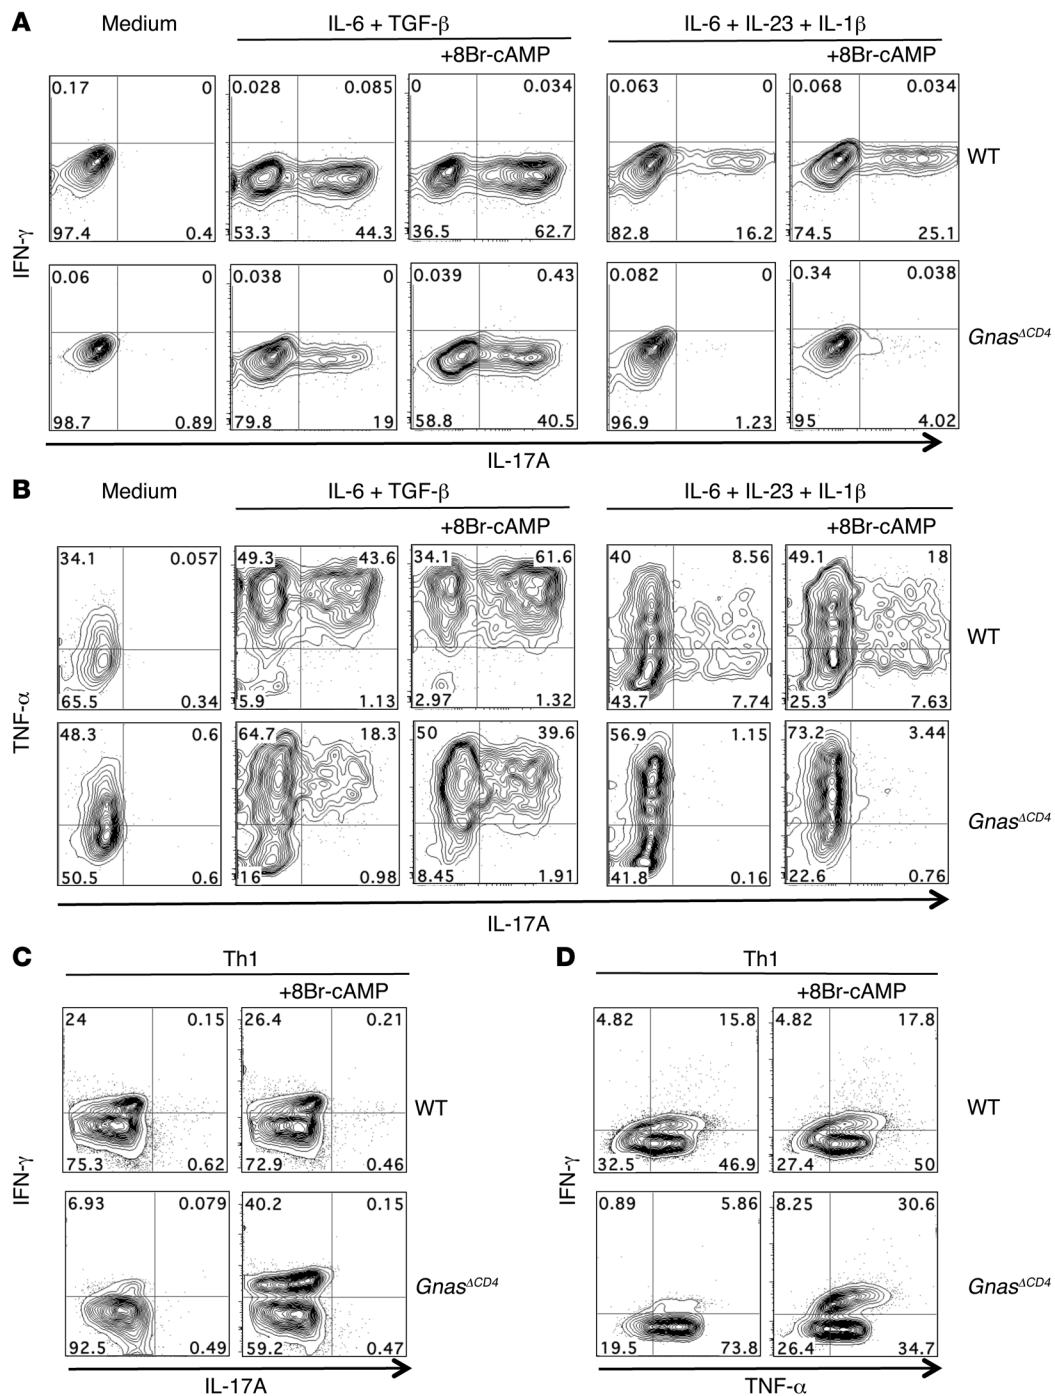 A
Medium IL-6 + TGF-β IL-6 + IL-23 + IL-1β
+8Br-cAMP +8Br-cAMP
0.17 0 0.028 0.085 0 0.034 0.063 0 0.068 0.034
WT
97.4 0.4 53.3 44.3 36.5 62.7 82.8 16.2 74.5 25.1
IFN-γ
0.06 0 0.038 0 0.039 0.43 0.082 0 0.34 0.038
GnasΔCD4
98.7 0.89 79.8 19 58.8 40.5 96.9 1.23 95 4.02
IL-17A
B
Medium IL-6 + TGF-β IL-6 + IL-23 + IL-1β
+8Br-cAMP +8Br-cAMP
34.1 0.057 49.3 43.6 34.1 61.6 40 8.56 49.1 18
WT
65.5 0.34 5.9 1.13 2.97 1.32 43.7 7.74 25.3 7.63
TNF-α
48.3 0.6 64.7 18.3 50 39.6 56.9 1.15 73.2 3.44
GnasΔCD4
50.5 0.6 16 0.98 8.45 1.91 41.8 0.16 22.6 0.76
IL-17A
C
Th1
+8Br-cAMP
24 0.15 26.4 0.21
WT
75.3 0.62 72.9 0.46
IFN-γ
6.93 0.079 40.2 0.15
GnasΔCD4
92.5 0.49 59.2 0.47
IL-17A
D
Th1
+8Br-cAMP
4.82 15.8 4.82 17.8
WT
32.5 46.9 27.4 50
IFN-γ
0.89 5.86 8.25 30.6
GnasΔCD4
19.5 73.8 26.4 34.7
TNF-α